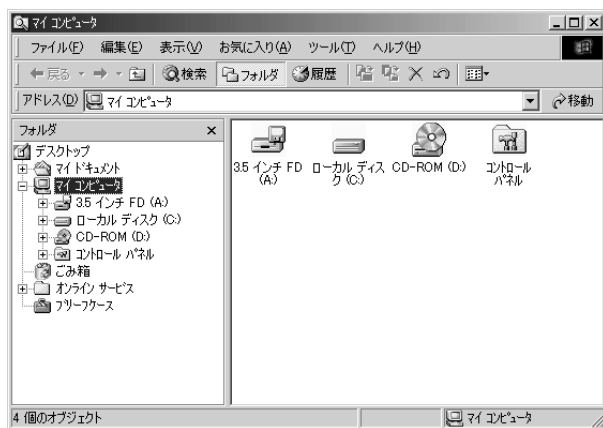 マイ コンピュータ
ファイル(F) 編集(E) 表示(V) お気に入り(A) ツール(T) ヘルプ(H)
戻る 検索 フォルダ 履歴
アドレス(D) マイ コンピュータ 移動
フォルダ
デスクトップ
マイ ドキュメント
マイ コンピュータ
3.5 インチ FD (A:)
ローカル ディスク (C:)
CD-ROM (D:)
コントロール パネル
ごみ箱
オンライン サービス
ブリーフケース
3.5 インチ FD
(A:)
ローカル ディス
ク (C:)
CD-ROM (D:)
コントロール
パネル
4 個のオブジェクト
マイ コンピュータ